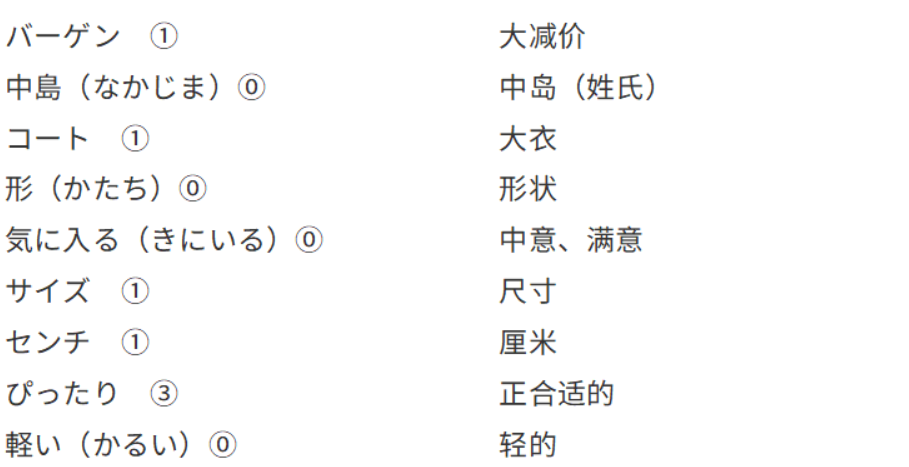 バーゲン ① 大减价
中島（なかじま）⓪ 中岛（姓氏）
コート ① 大衣
形（かたち）⓪ 形状
気に入る（きにいる）⓪ 中意、满意
サイズ ① 尺寸
センチ ① 厘米
ぴったり ③ 正合适的
軽い（かるい）⓪ 轻的